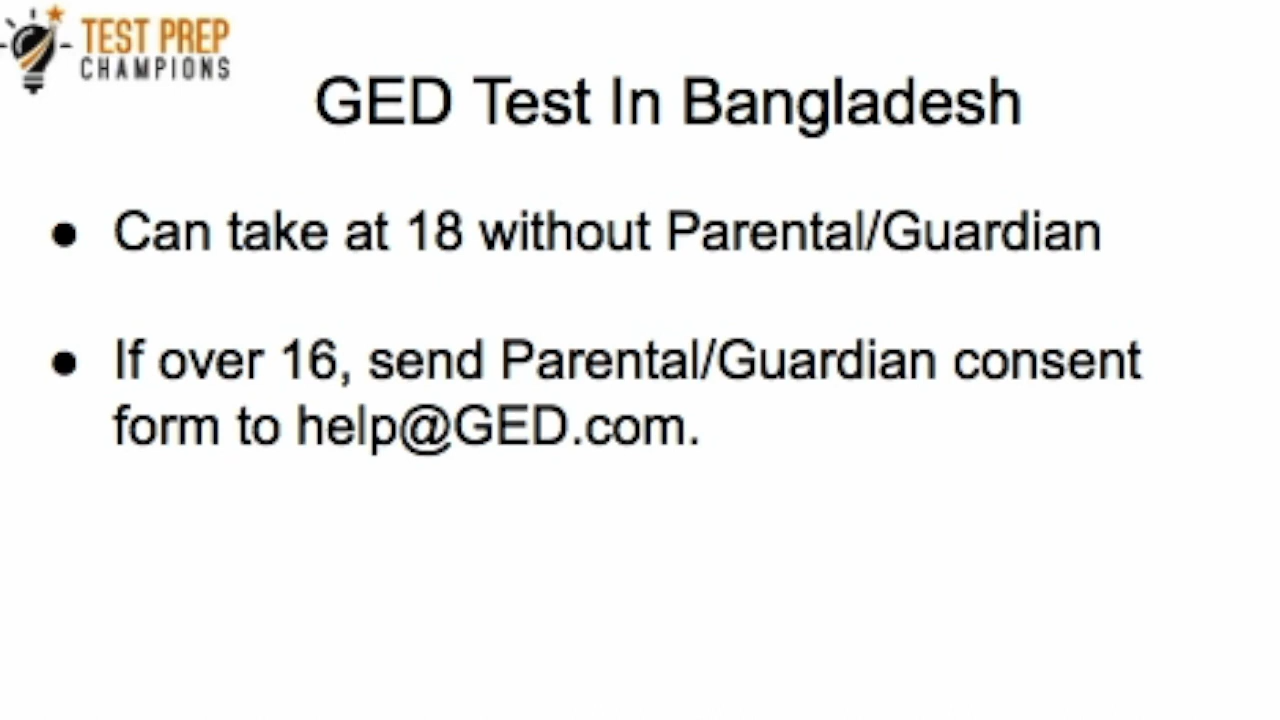 TEST PREP
CHAMPIONS
GED Test In Bangladesh
● Can take at 18 without Parental/Guardian
● If over 16, send Parental/Guardian consent
form to help@GED.com.